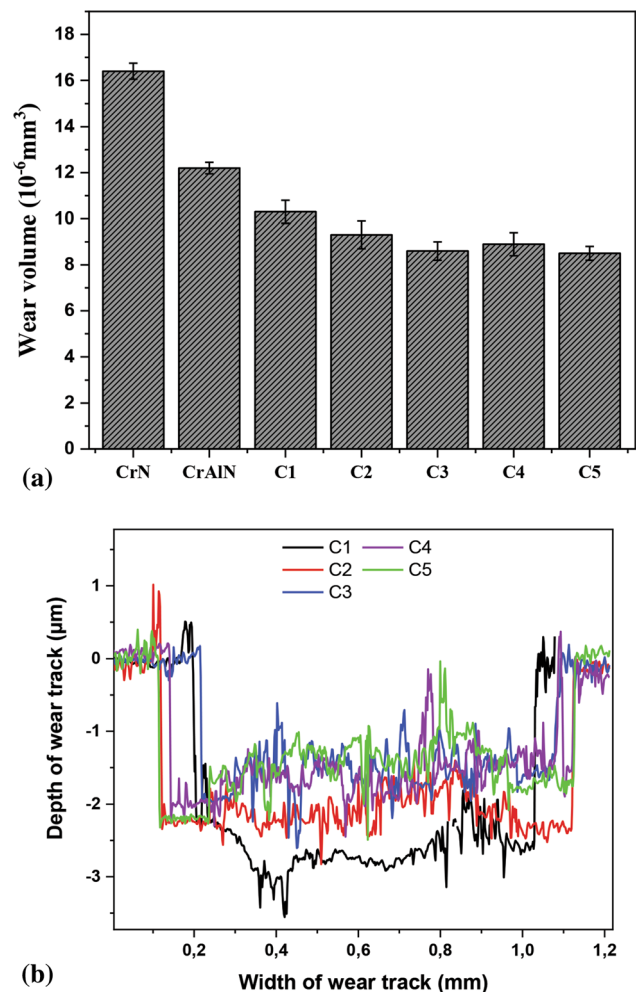 18
16
14
12
10
8
6
4
2
0
Wear volume (10⁻⁶mm³)
CrN CrAlN C1 C2 C3 C4 C5
(a)
C1 C4
C2 C5
C3
1
0
-1
-2
-3
Depth of wear track (µm)
0,2 0,4 0,6 0,8 1,0 1,2
Width of wear track (mm)
(b)